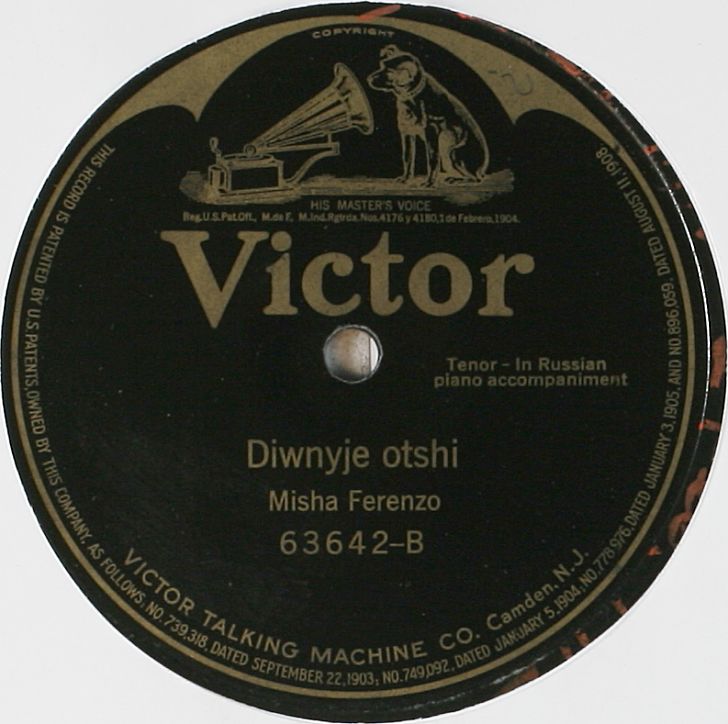 COPYRIGHT
HIS MASTER'S VOICE
Reg.U.S.Pat.Off., M.de F. M.Ind.Rgtrda.Nos.4176 y 4180,1 de Febrero,1904.
Victor
Tenor - In Russian
piano accompaniment
Diwnyje otshi
Misha Ferenzo
63642-B
VICTOR TALKING MACHINE CO. Camden, N.J.
THIS RECORD IS PATENTED BY U.S. PATENTS, OWNED BY THIS COMPANY, AS FOLLOWS, NO. 739,318, DATED SEPTEMBER 22, 1903; NO. 749,092, DATED JANUARY 5, 1904, NO. 778,976, DATED JANUARY 3, 1905, AND NO. 896,059, DATED AUGUST 11, 1908